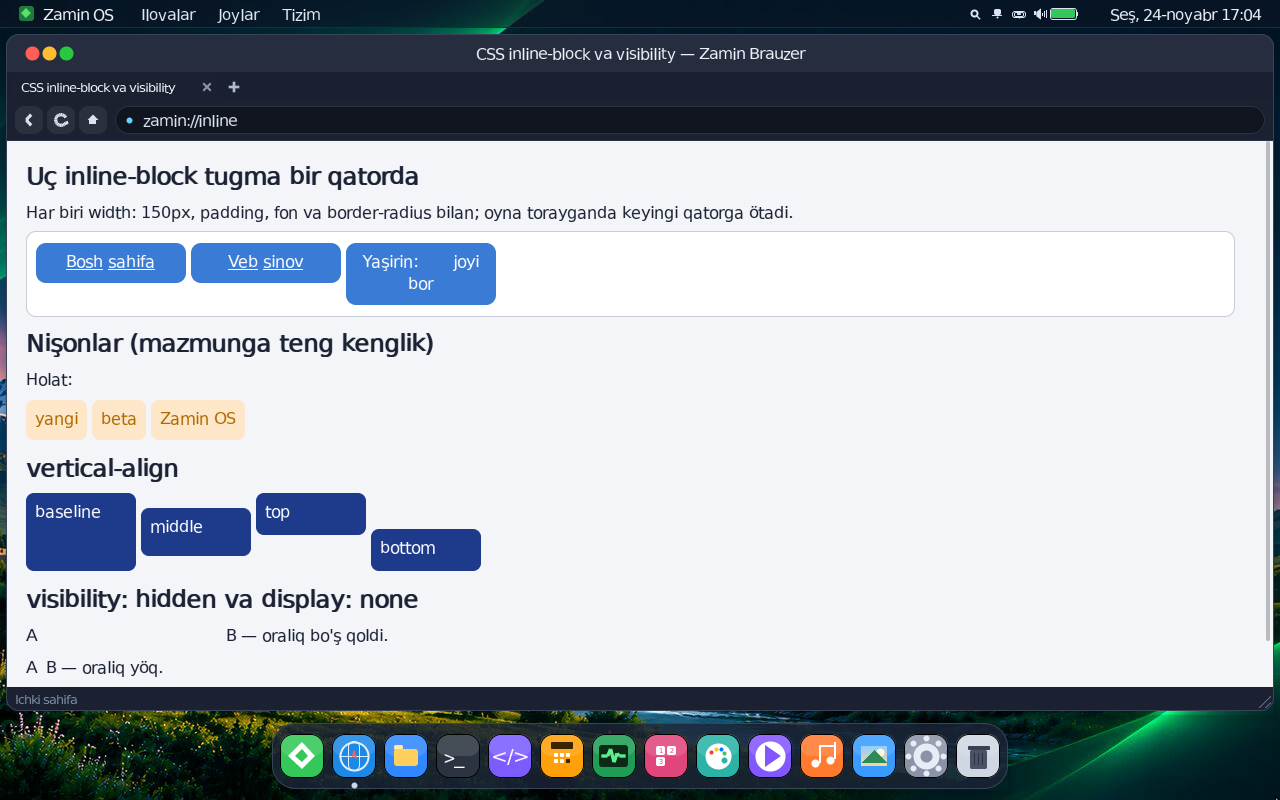 Zamin OS Ilovalar Joylar Tizim Seş, 24-noyabr 17:04
CSS inline-block va visibility — Zamin Brauzer
CSS inline-block va visibility
zamin://inline
Uç inline-block tugma bir qatorda
Har biri width: 150px, padding, fon va border-radius bilan; oyna torayganda keyingi qatorga ötadi.
Bosh sahifa Veb sinov Yaşirin: joyi
bor
Nişonlar (mazmunga teng kenglik)
Holat:
yangi beta Zamin OS
vertical-align
baseline middle top bottom
visibility: hidden va display: none
A B — oraliq bo'ş qoldi.
A B — oraliq yöq.
Ichki sahifa
>_ </> 1 2
3